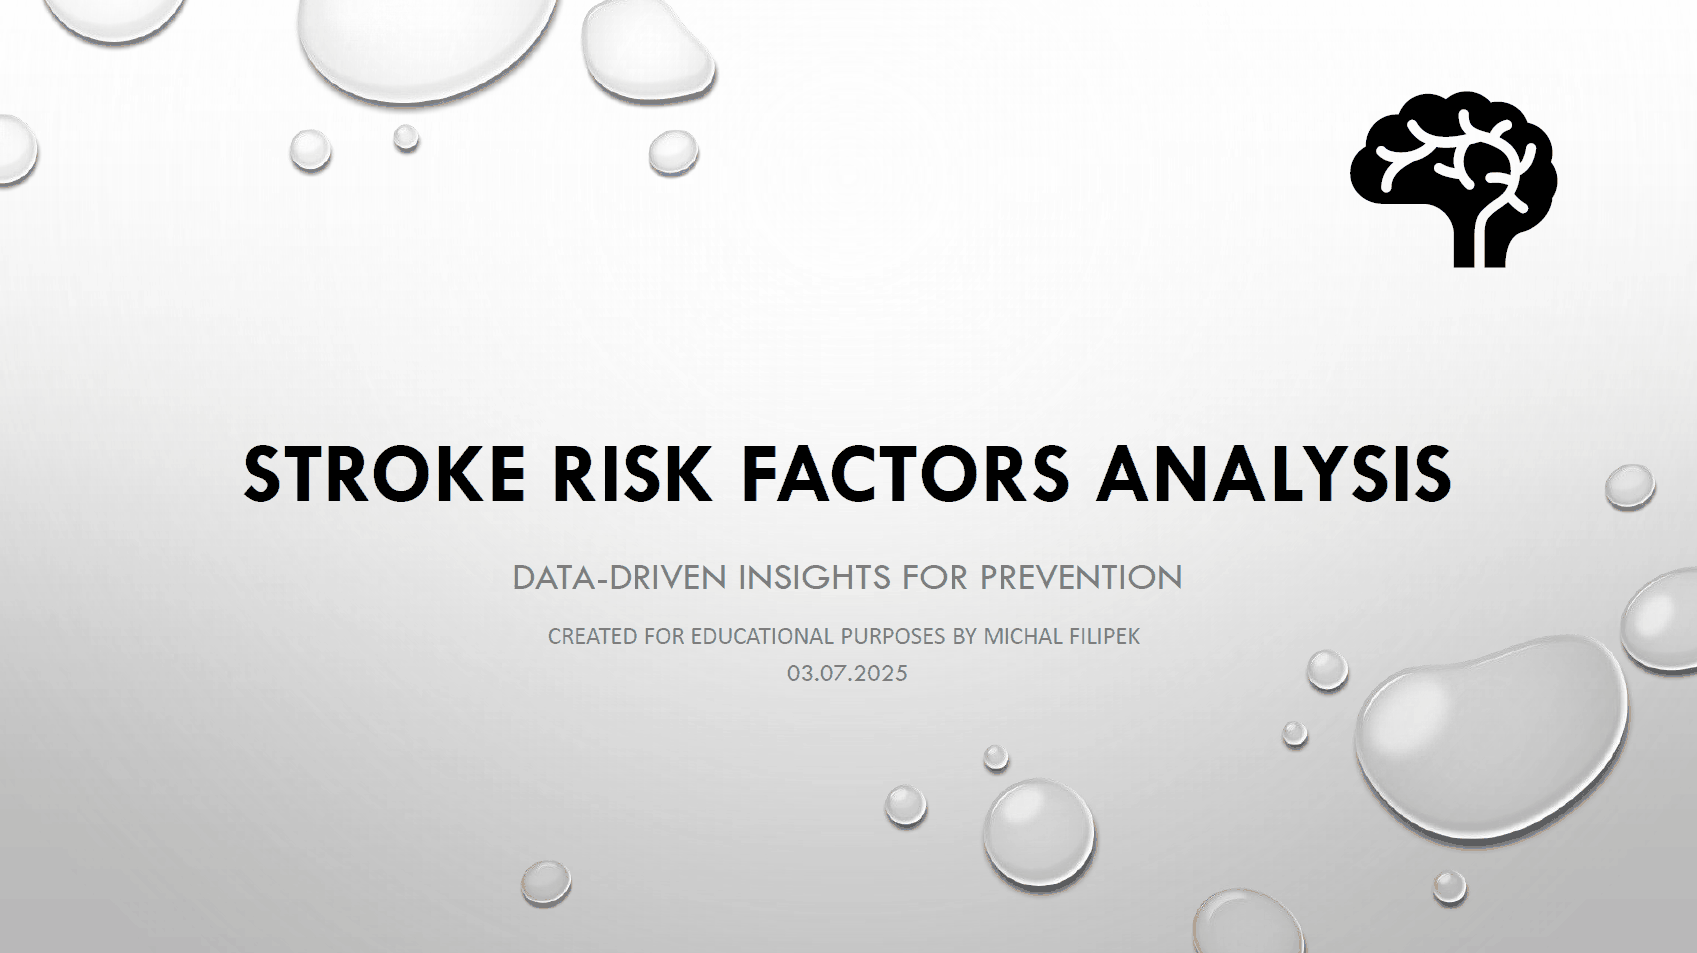 STROKE RISK FACTORS ANALYSIS
DATA-DRIVEN INSIGHTS FOR PREVENTION
CREATED FOR EDUCATIONAL PURPOSES BY MICHAL FILIPEK
03.07.2025